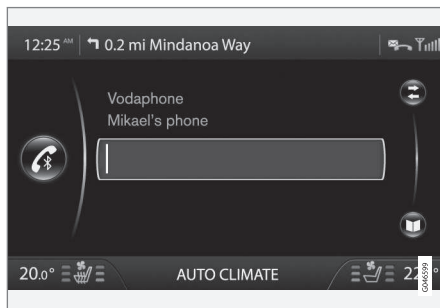 12:25 AM 0.2 mi Mindanoa Way
Vodaphone
Mikael's phone
20.0° AUTO CLIMATE 22 °
G046599